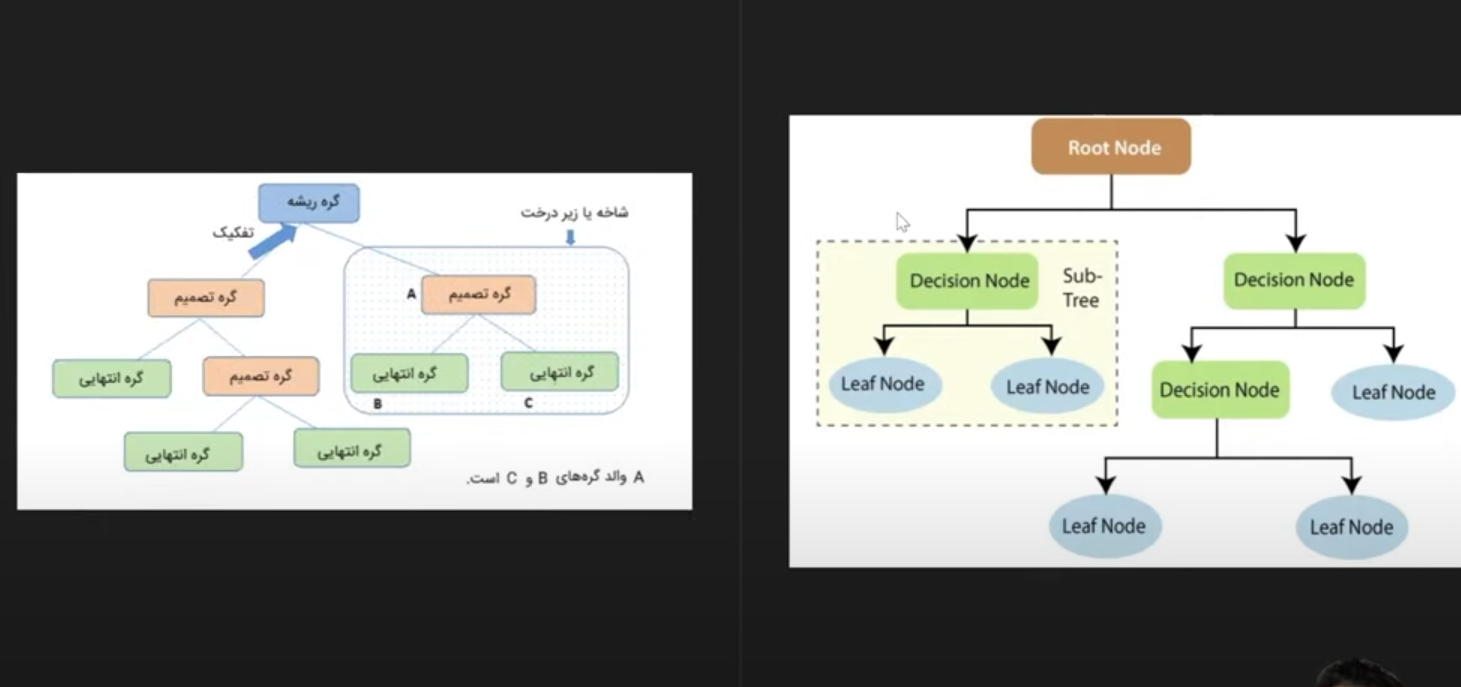 گره ریشه
شاخه یا زیر درخت
تفکیک
گره تصمیم
A
گره تصمیم
گره انتهایی
گره تصمیم
گره انتهایی
گره انتهایی
B
C
گره انتهایی
گره انتهایی
A والد گره‌های B و C است.
Root Node
Decision Node
Sub-
Tree
Decision Node
Leaf Node
Leaf Node
Decision Node
Leaf Node
Leaf Node
Leaf Node